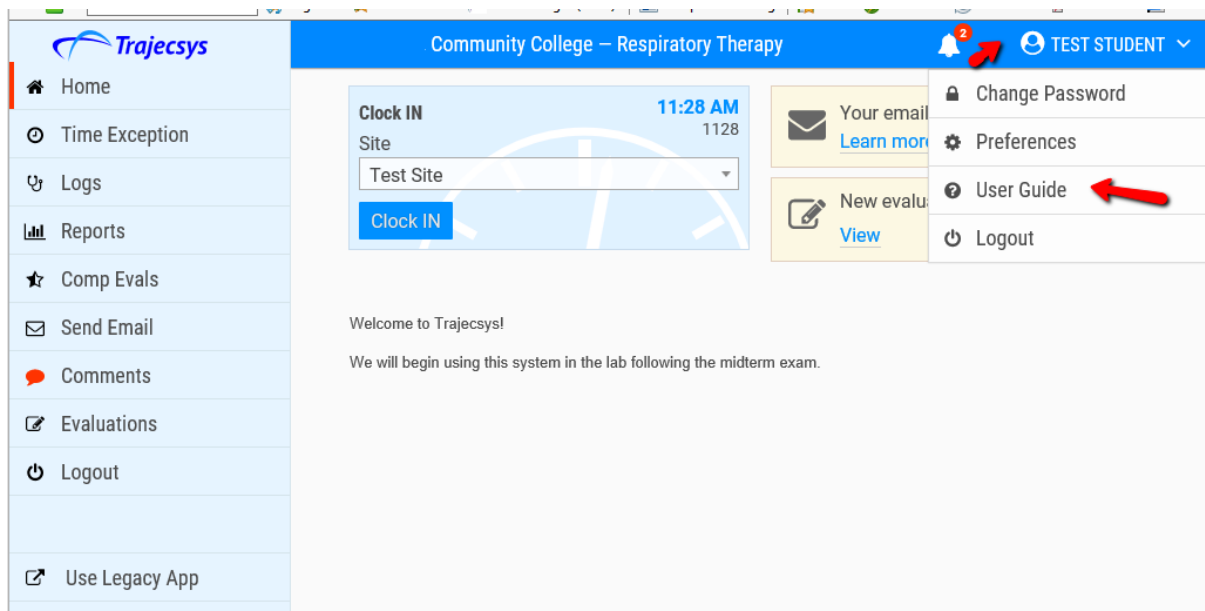 Trajecsys
Community College – Respiratory Therapy
2
TEST STUDENT
Home
Time Exception
Logs
Reports
Comp Evals
Send Email
Comments
Evaluations
Logout
Use Legacy App
Clock IN
11:28 AM
1128
Site
Test Site
Clock IN
Your email
Learn more
New evalu
View
Change Password
Preferences
User Guide
Logout
Welcome to Trajecsys!
We will begin using this system in the lab following the midterm exam.